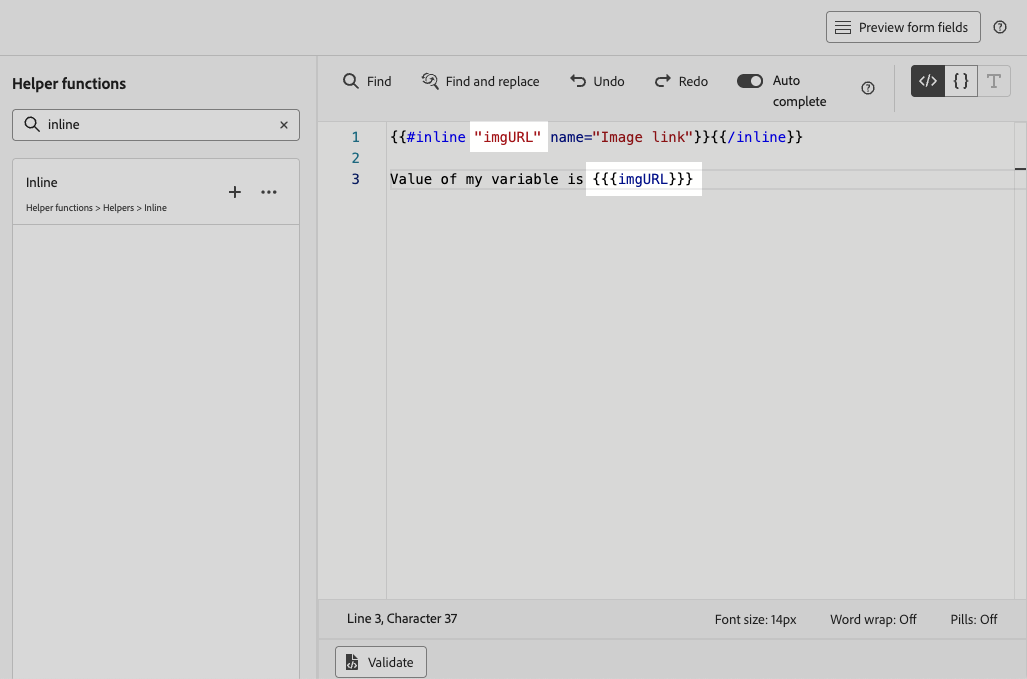 Preview form fields
Helper functions
inline
Inline
Helper functions > Helpers > Inline
Find
Find and replace
Undo
Redo
Auto
complete
1 {{#inline "imgURL" name="Image link"}}{{/inline}}
2
3 Value of my variable is {{{imgURL}}}
Line 3, Character 37
Font size: 14px
Word wrap: Off
Pills: Off
Validate